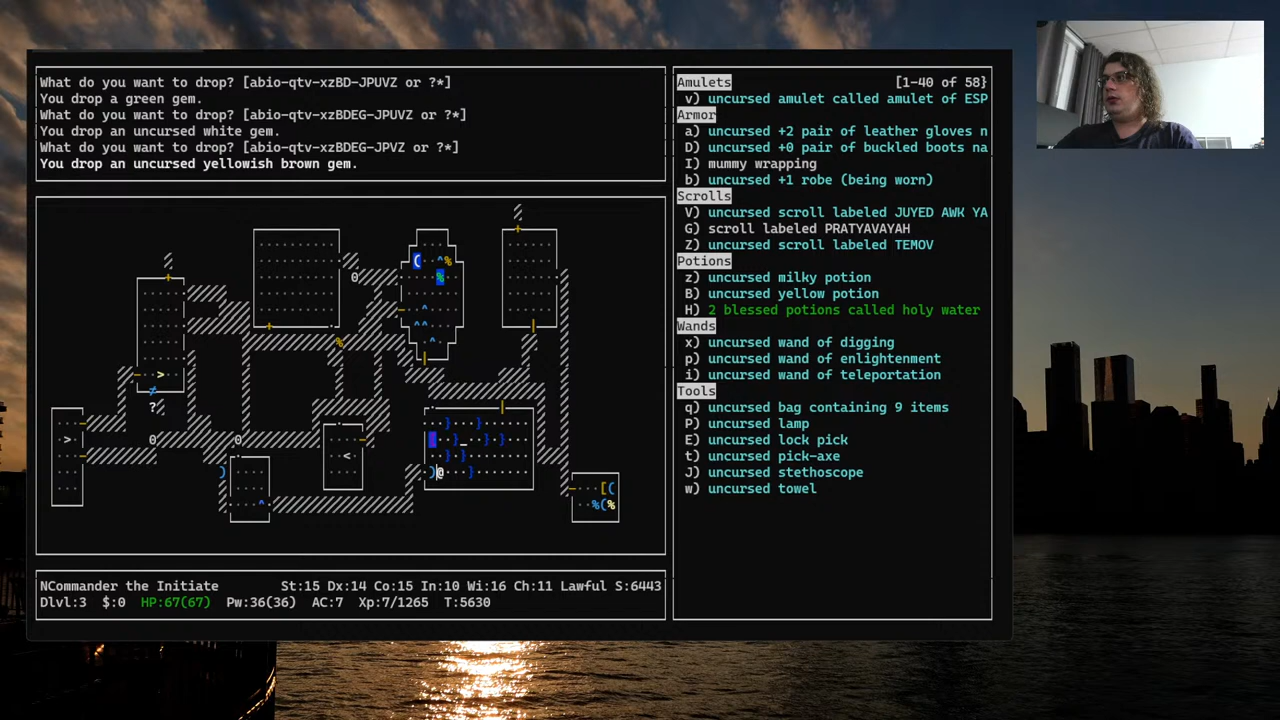 What do you want to drop? [abio-qtv-xzBD-JPUVZ or ?*]
You drop a green gem.
What do you want to drop? [abio-qtv-xzBDEG-JPUVZ or ?*]
You drop an uncursed white gem.
What do you want to drop? [abio-qtv-xzBDEG-JPVZ or ?*]
You drop an uncursed yellowish brown gem.
NCommander the Initiate St:15 Dx:14 Co:15 In:10 Wi:16 Ch:11 Lawful S:6443
Dlvl:3 $:0 HP:67(67) Pw:36(36) AC:7 Xp:7/1265 T:5630
Amulets [1-40 of 58}
v) uncursed amulet called amulet of ESP
Armor
a) uncursed +2 pair of leather gloves n
D) uncursed +0 pair of buckled boots na
I) mummy wrapping
b) uncursed +1 robe (being worn)
Scrolls
V) uncursed scroll labeled JUYED AWK YA
G) scroll labeled PRATYAVAYAH
Z) uncursed scroll labeled TEMOV
Potions
z) uncursed milky potion
B) uncursed yellow potion
H) 2 blessed potions called holy water
Wands
x) uncursed wand of digging
p) uncursed wand of enlightenment
i) uncursed wand of teleportation
Tools
q) uncursed bag containing 9 items
P) uncursed lamp
E) uncursed lock pick
t) uncursed pick-axe
J) uncursed stethoscope
w) uncursed towel